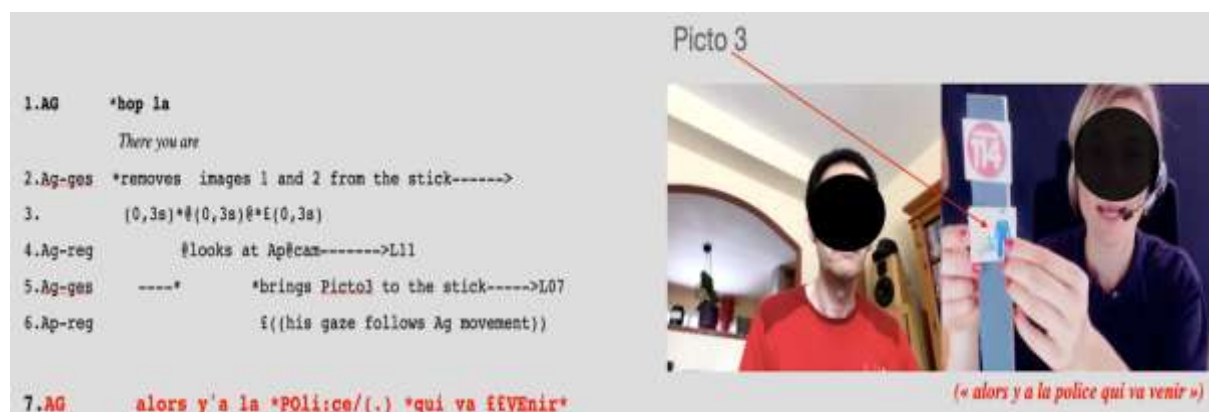 Picto 3
1.AG *hop la
There you are
2.Ag-ges *removes images 1 and 2 from the stick------>
3. (0,3s)*@(0,3s)@*£(0,3s)
4.Ag-reg @looks at Ap@cam------->L11
5.Ag-ges ----* *brings Picto3 to the stick----->L07
6.Ap-reg £((his gaze follows Ag movement))
7.AG alors y'a la *POli:ce/(.) *qui va ££VEnir*
114
(« alors y a la police qui va venir »)